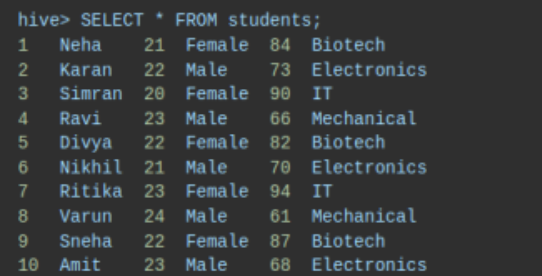 hive> SELECT * FROM students;
1 Neha 21 Female 84 Biotech
2 Karan 22 Male 73 Electronics
3 Simran 20 Female 90 IT
4 Ravi 23 Male 66 Mechanical
5 Divya 22 Female 82 Biotech
6 Nikhil 21 Male 70 Electronics
7 Ritika 23 Female 94 IT
8 Varun 24 Male 61 Mechanical
9 Sneha 22 Female 87 Biotech
10 Amit 23 Male 68 Electronics